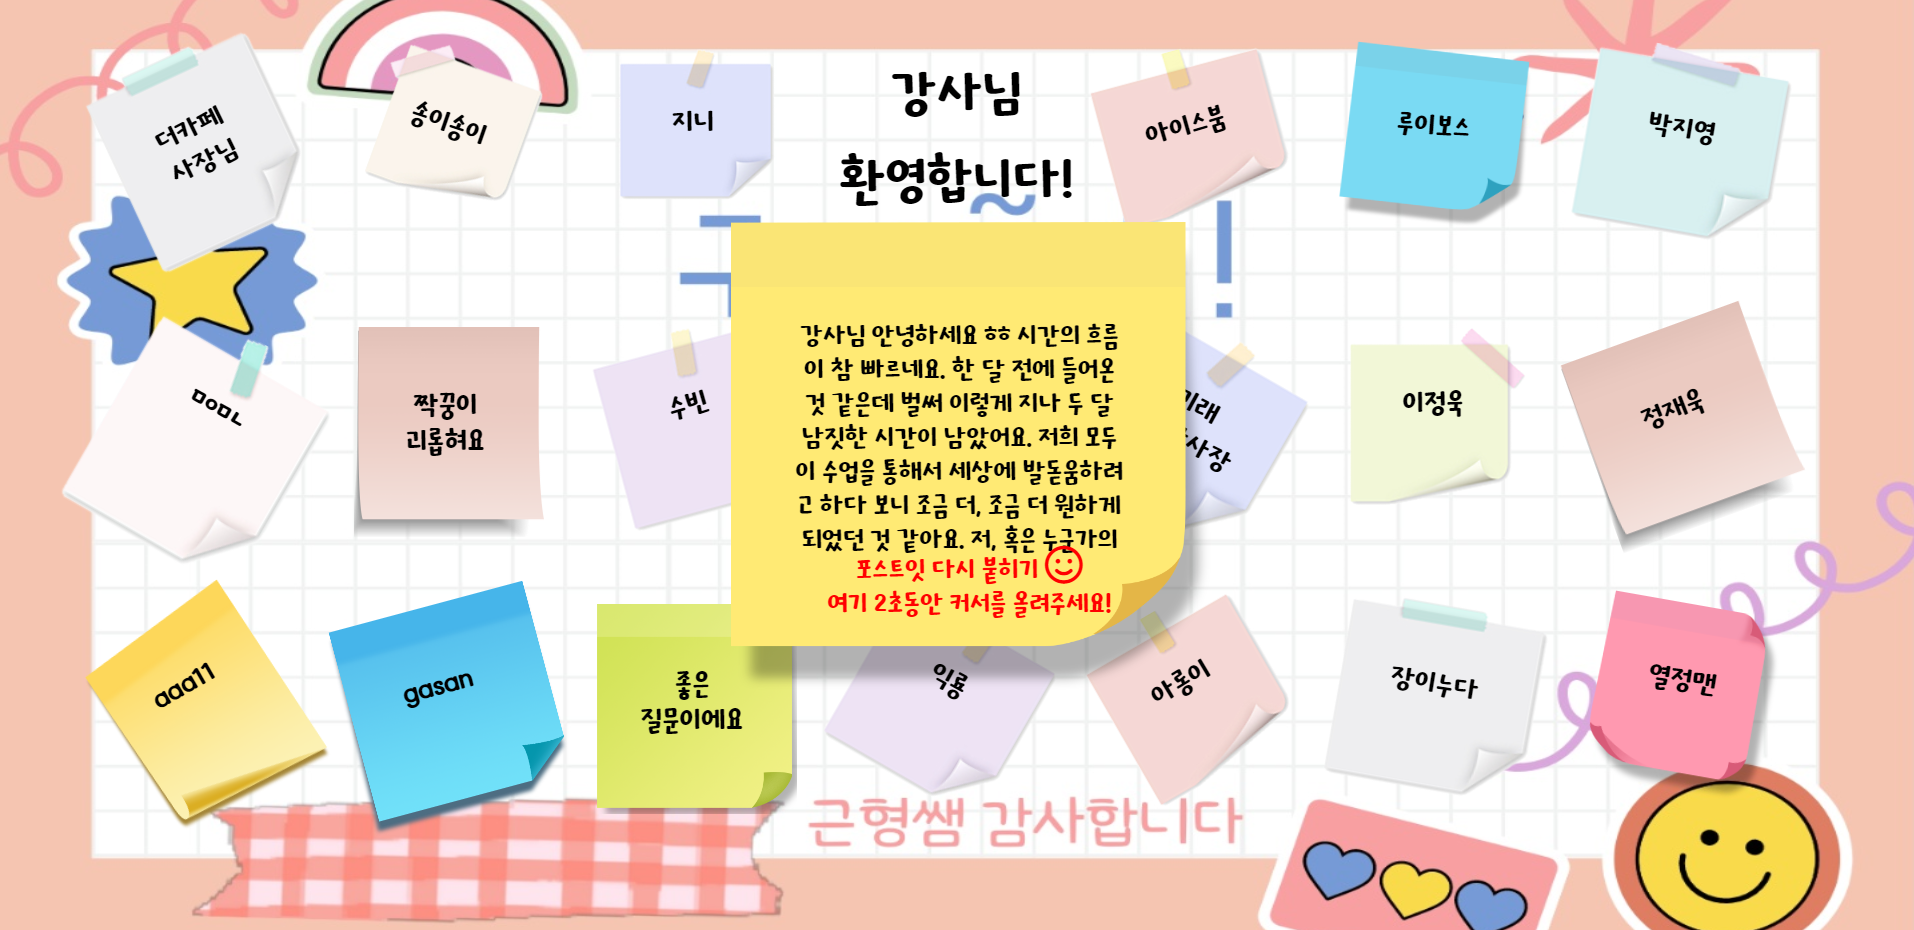 강사님
환영합니다!
더카페
사장님
송이송이
지니
아이스붐
루이보스
박지영
~
!
ㅁㅇㅁㄴ
짝꿍이
괴롭혀요
수빈
강사님 안녕하세요 ㅎㅎ 시간의 흐름
이 참 빠르네요. 한 달 전에 들어온
것 같은데 벌써 이렇게 지나 두 달
남짓한 시간이 남았어요. 저희 모두
이 수업을 통해서 세상에 발돋움하려
고 하다 보니 조금 더, 조금 더 원하게
되었던 것 같아요. 저, 혹은 누군가의
포스트잇 다시 붙히기
여기 2초동안 커서를 올려주세요!
미래
사장
이정욱
정재욱
aaa11
gasan
좋은
질문이에요
익룡
아롱이
장이누다
열정맨
근형쌤 감사합니다